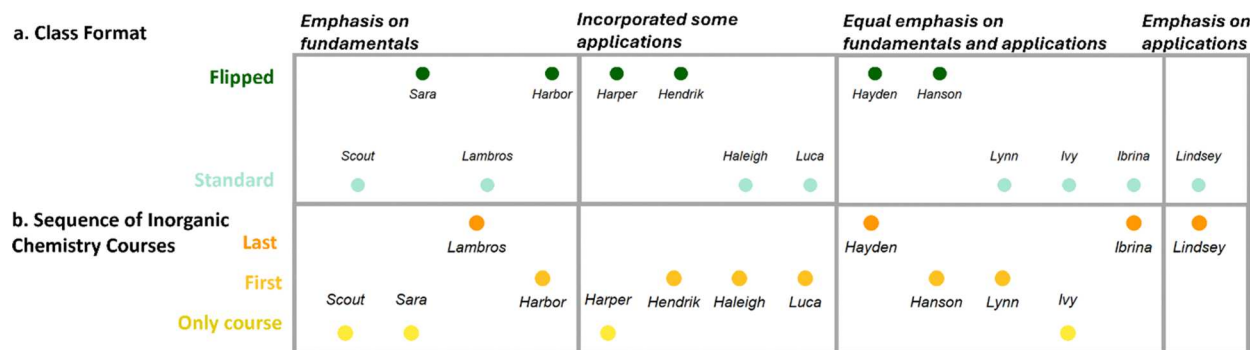 a. Class Format
Emphasis on
fundamentals
Incorporated some
applications
Equal emphasis on
fundamentals and applications
Emphasis on
applications
Flipped
Sara
Harbor
Harper
Hendrik
Hayden
Hanson
Scout
Lambros
Haleigh
Luca
Lynn
Ivy
Ibrina
Lindsey
Standard
b. Sequence of Inorganic
Chemistry Courses
Last
Lambros
Hayden
Ibrina
Lindsey
First
Scout
Sara
Harbor
Harper
Hendrik
Haleigh
Luca
Hanson
Lynn
Ivy
Only course